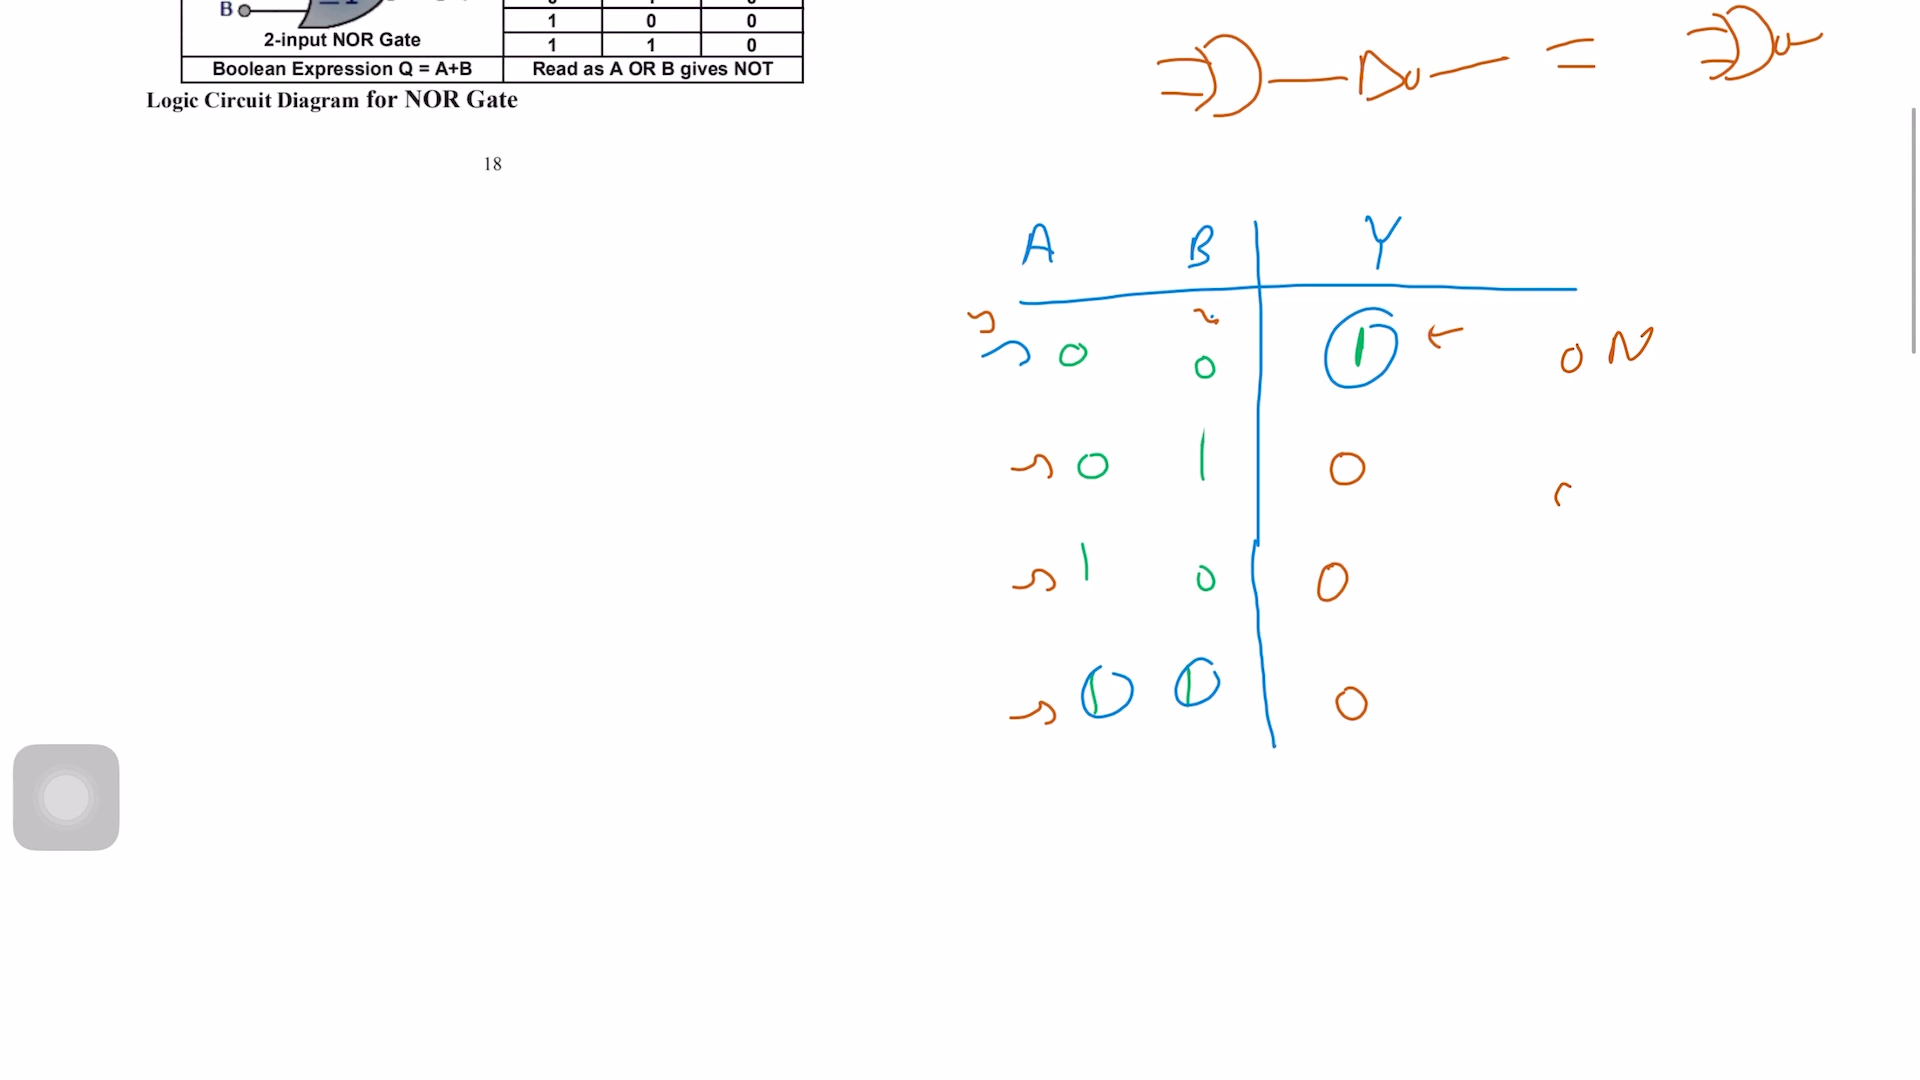 B
2-input NOR Gate
1 0 0
1 1 0
Boolean Expression Q = A+B Read as A OR B gives NOT
Logic Circuit Diagram for NOR Gate
18
=
A B Y
0 0 1 ← ON
0 1 0
1 0 0
1 1 0